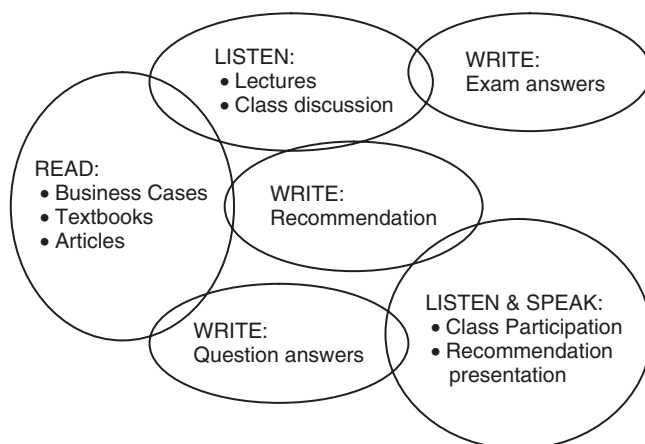 LISTEN:
• Lectures
• Class discussion
WRITE:
Exam answers
READ:
• Business Cases
• Textbooks
• Articles
WRITE:
Recommendation
WRITE:
Question answers
LISTEN & SPEAK:
• Class Participation
• Recommendation
presentation